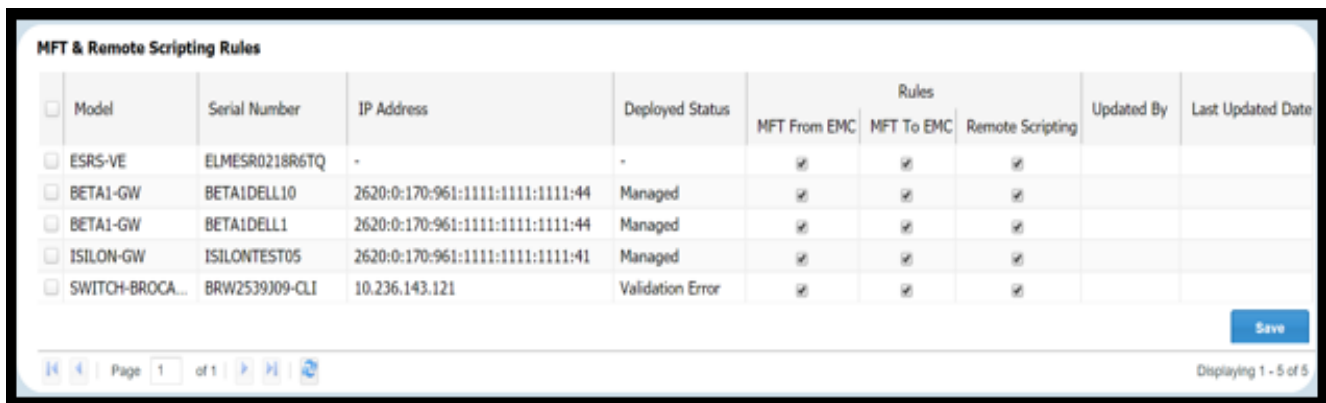 MFT & Remote Scripting Rules
Model Serial Number IP Address Deployed Status Rules Updated By Last Updated Date
MFT From EMC MFT To EMC Remote Scripting
ESRS-VE ELMESR0218R6TQ - -
BETA1-GW BETA1DELL10 2620:0:170:961:1111:1111:1111:44 Managed
BETA1-GW BETA1DELL1 2620:0:170:961:1111:1111:1111:44 Managed
ISILON-GW ISILONTEST05 2620:0:170:961:1111:1111:1111:41 Managed
SWITCH-BROCA... BRW2539J09-CLI 10.236.143.121 Validation Error
Save
Page 1 of 1 Displaying 1 - 5 of 5